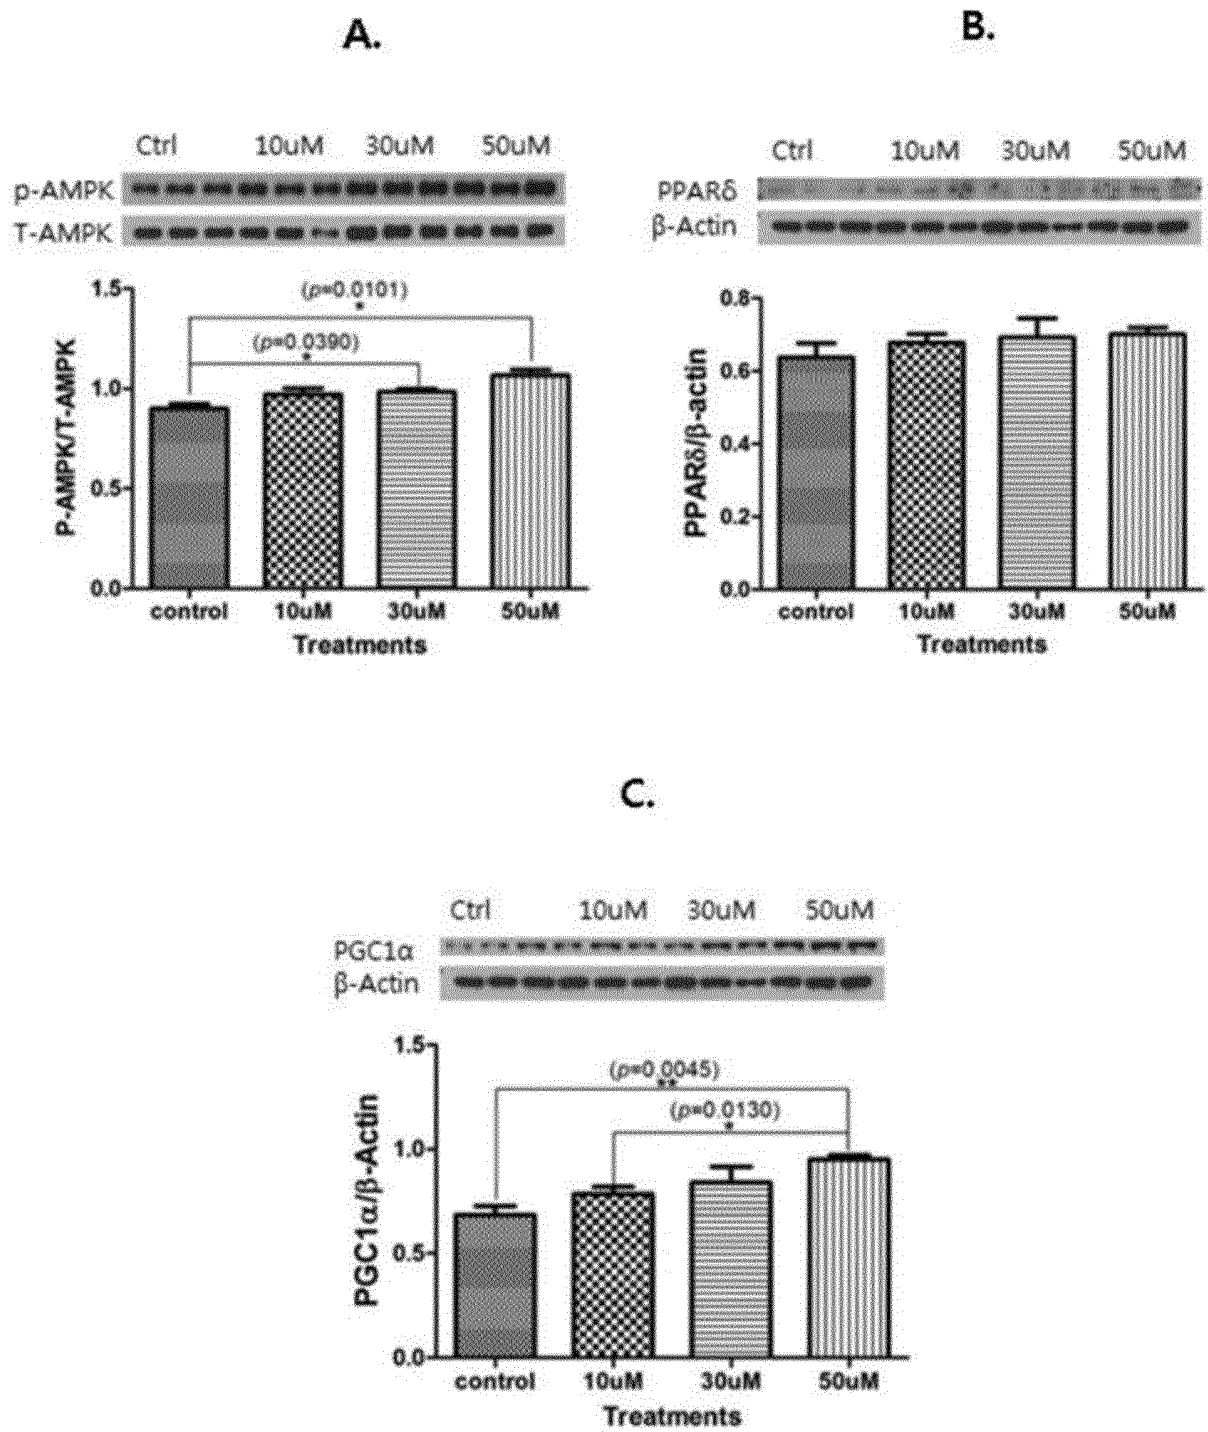 A.
Ctrl 10uM 30uM 50uM
p-AMPK
T-AMPK
1.5
1.0
0.5
0.0
P-AMPK/T-AMPK
(p=0.0101)
*
(p=0.0390)
*
control 10uM 30uM 50uM
Treatments
B.
Ctrl 10uM 30uM 50uM
PPARδ
β-Actin
0.8
0.6
0.4
0.2
0.0
PPARδ/β-actin
control 10uM 30uM 50uM
Treatments
C.
Ctrl 10uM 30uM 50uM
PGC1α
β-Actin
1.5
1.0
0.5
0.0
PGC1α/β-Actin
(p=0.0045)
**
(p=0.0130)
*
control 10uM 30uM 50uM
Treatments